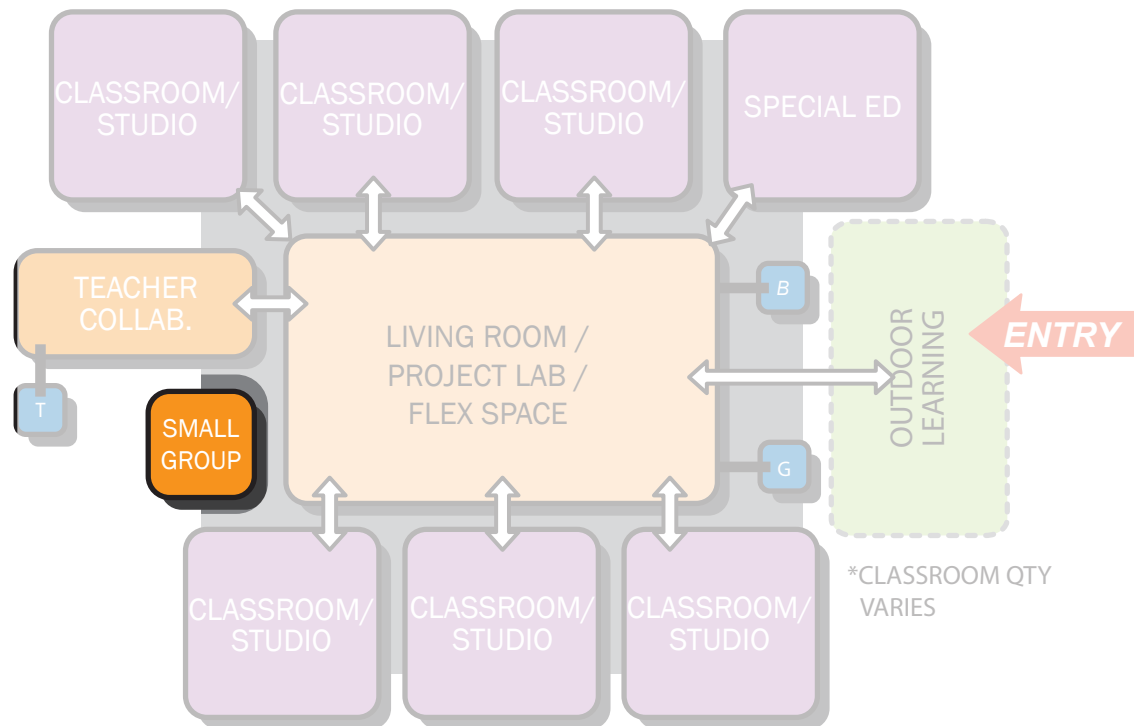 CLASSROOM/
STUDIO
CLASSROOM/
STUDIO
CLASSROOM/
STUDIO
SPECIAL ED
TEACHER
COLLAB.
T
SMALL
GROUP
LIVING ROOM /
PROJECT LAB /
FLEX SPACE
B
G
OUTDOOR
LEARNING
ENTRY
CLASSROOM/
STUDIO
CLASSROOM/
STUDIO
CLASSROOM/
STUDIO
*CLASSROOM QTY
VARIES